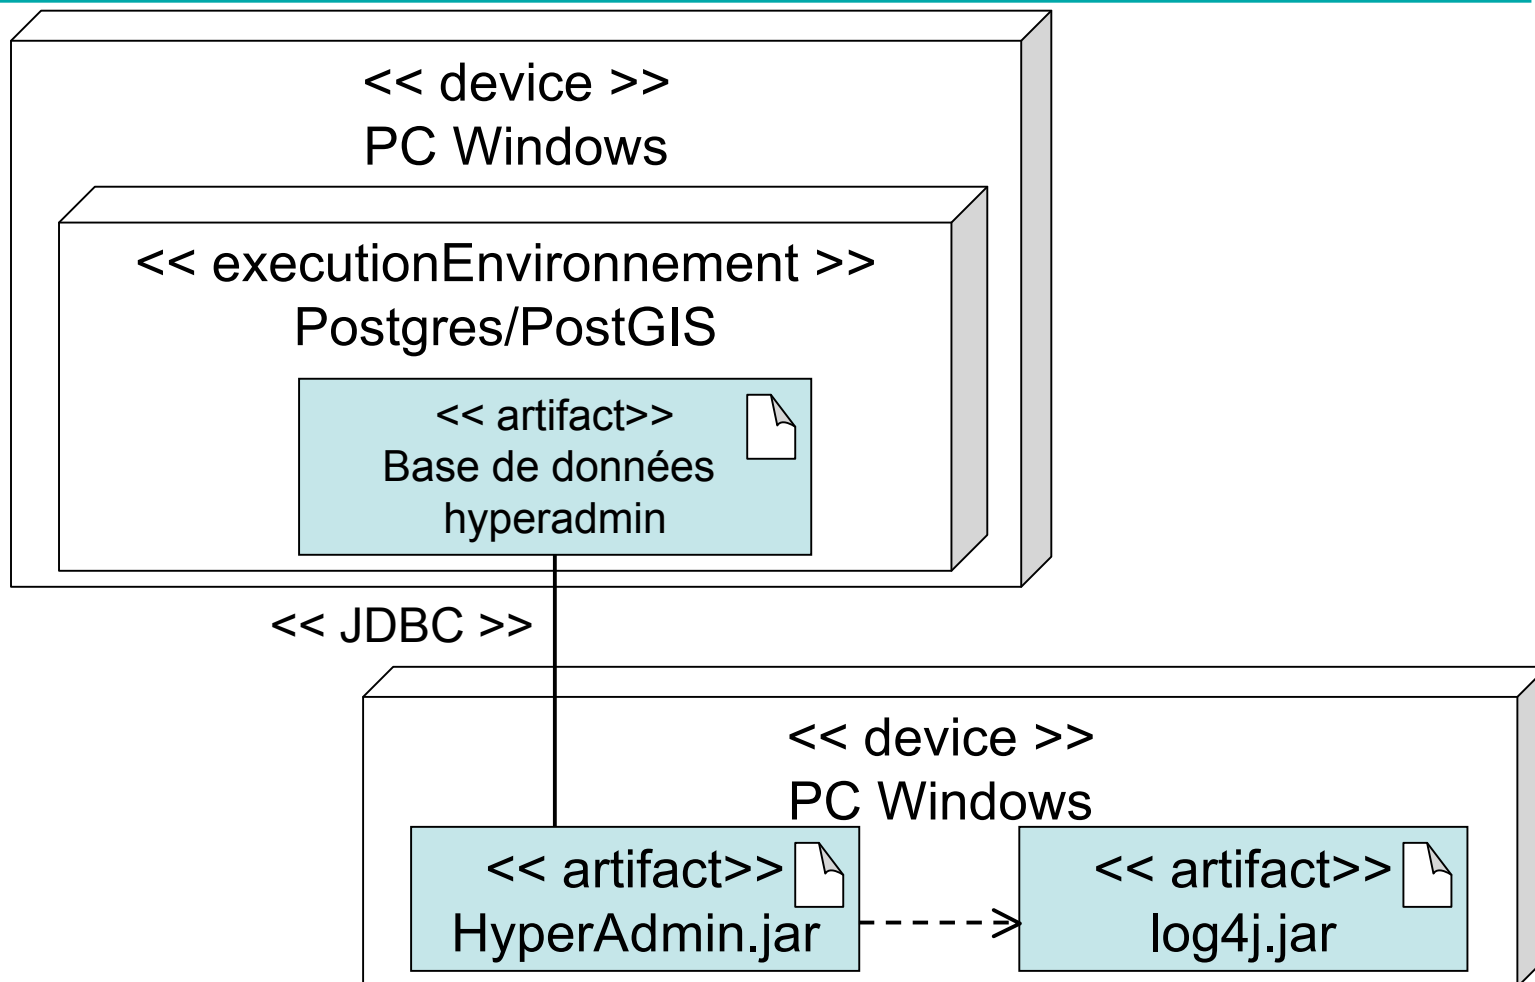 << device >>
PC Windows
<< executionEnvironnement >>
Postgres/PostGIS
<< artifact>>
Base de données
hyperadmin
<< JDBC >>
<< device >>
PC Windows
<< artifact>>
HyperAdmin.jar
<< artifact>>
log4j.jar